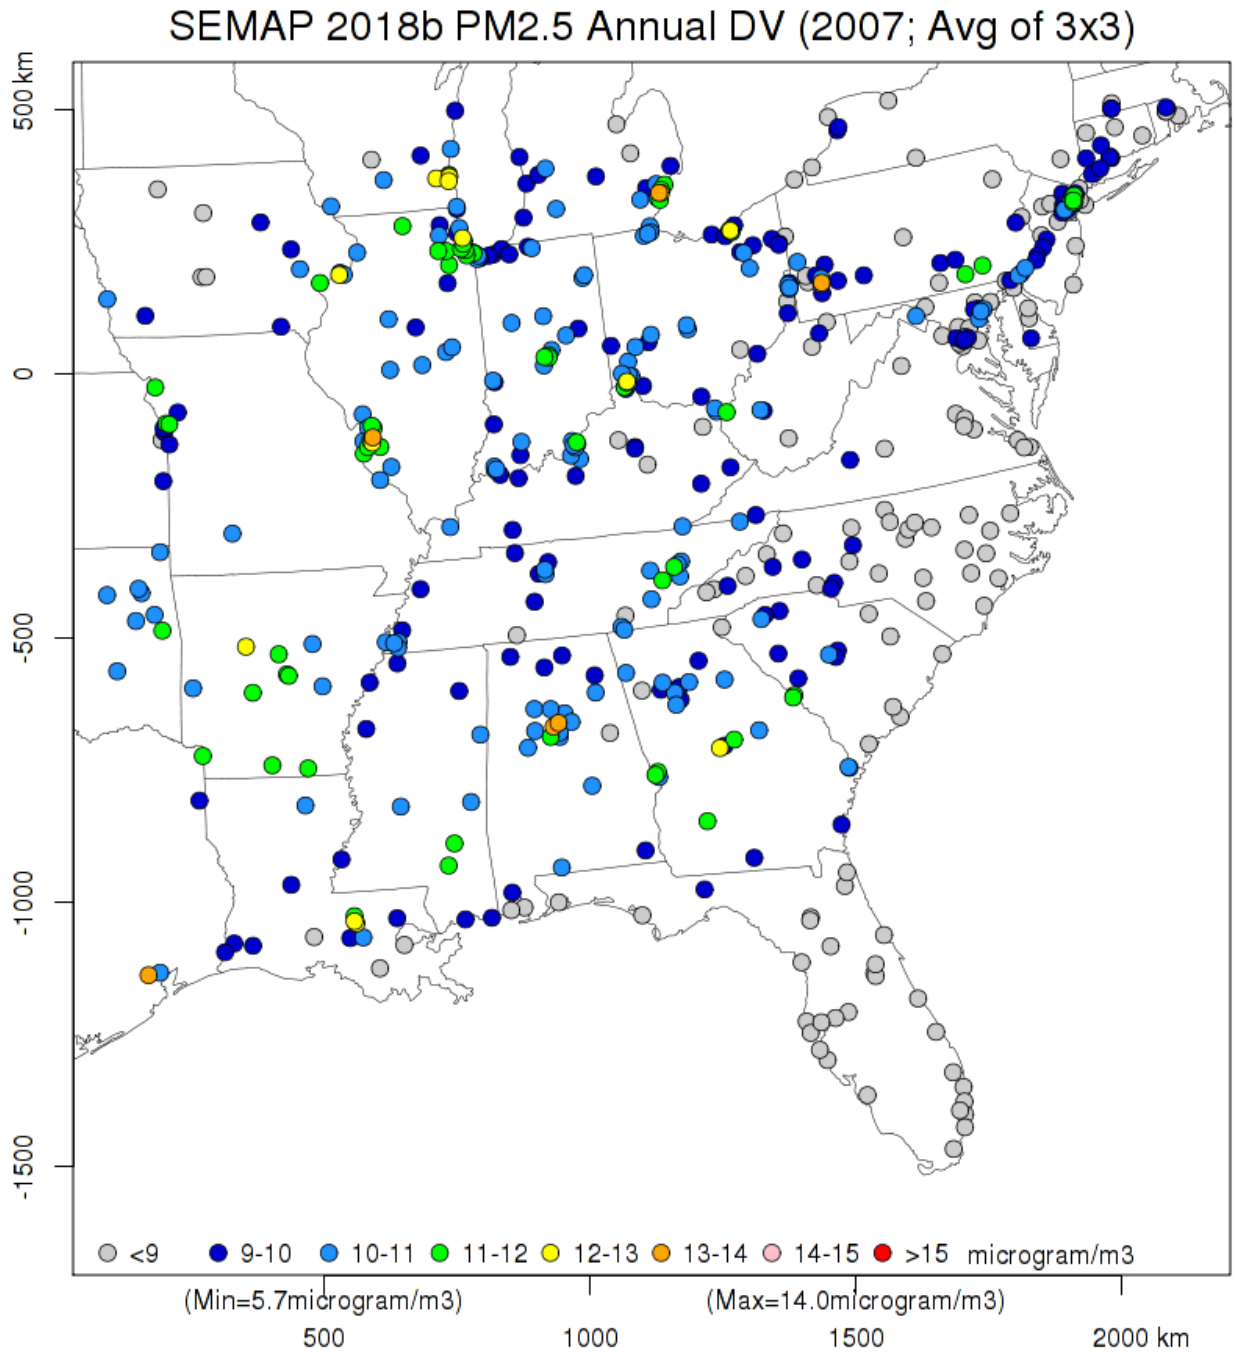 SEMAP 2018b PM2.5 Annual DV (2007; Avg of 3x3)
500 km
0
-500
-1000
-1500
<9 9-10 10-11 11-12 12-13 13-14 14-15 >15 microgram/m3
(Min=5.7microgram/m3) (Max=14.0microgram/m3)
500 1000 1500 2000 km